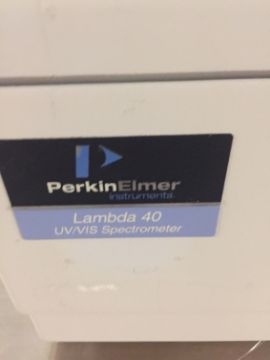 PerkinElmer
instruments.
Lambda 40
UV/VIS Spectrometer